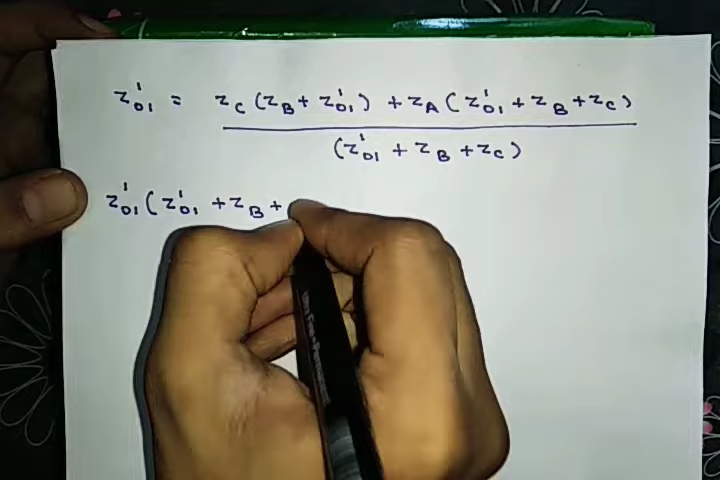 z'01 = zC (zB + z'01) + zA (z'01 + zB + zC)
(z'01 + zB + zC)
z'01 (z'01 + zB +